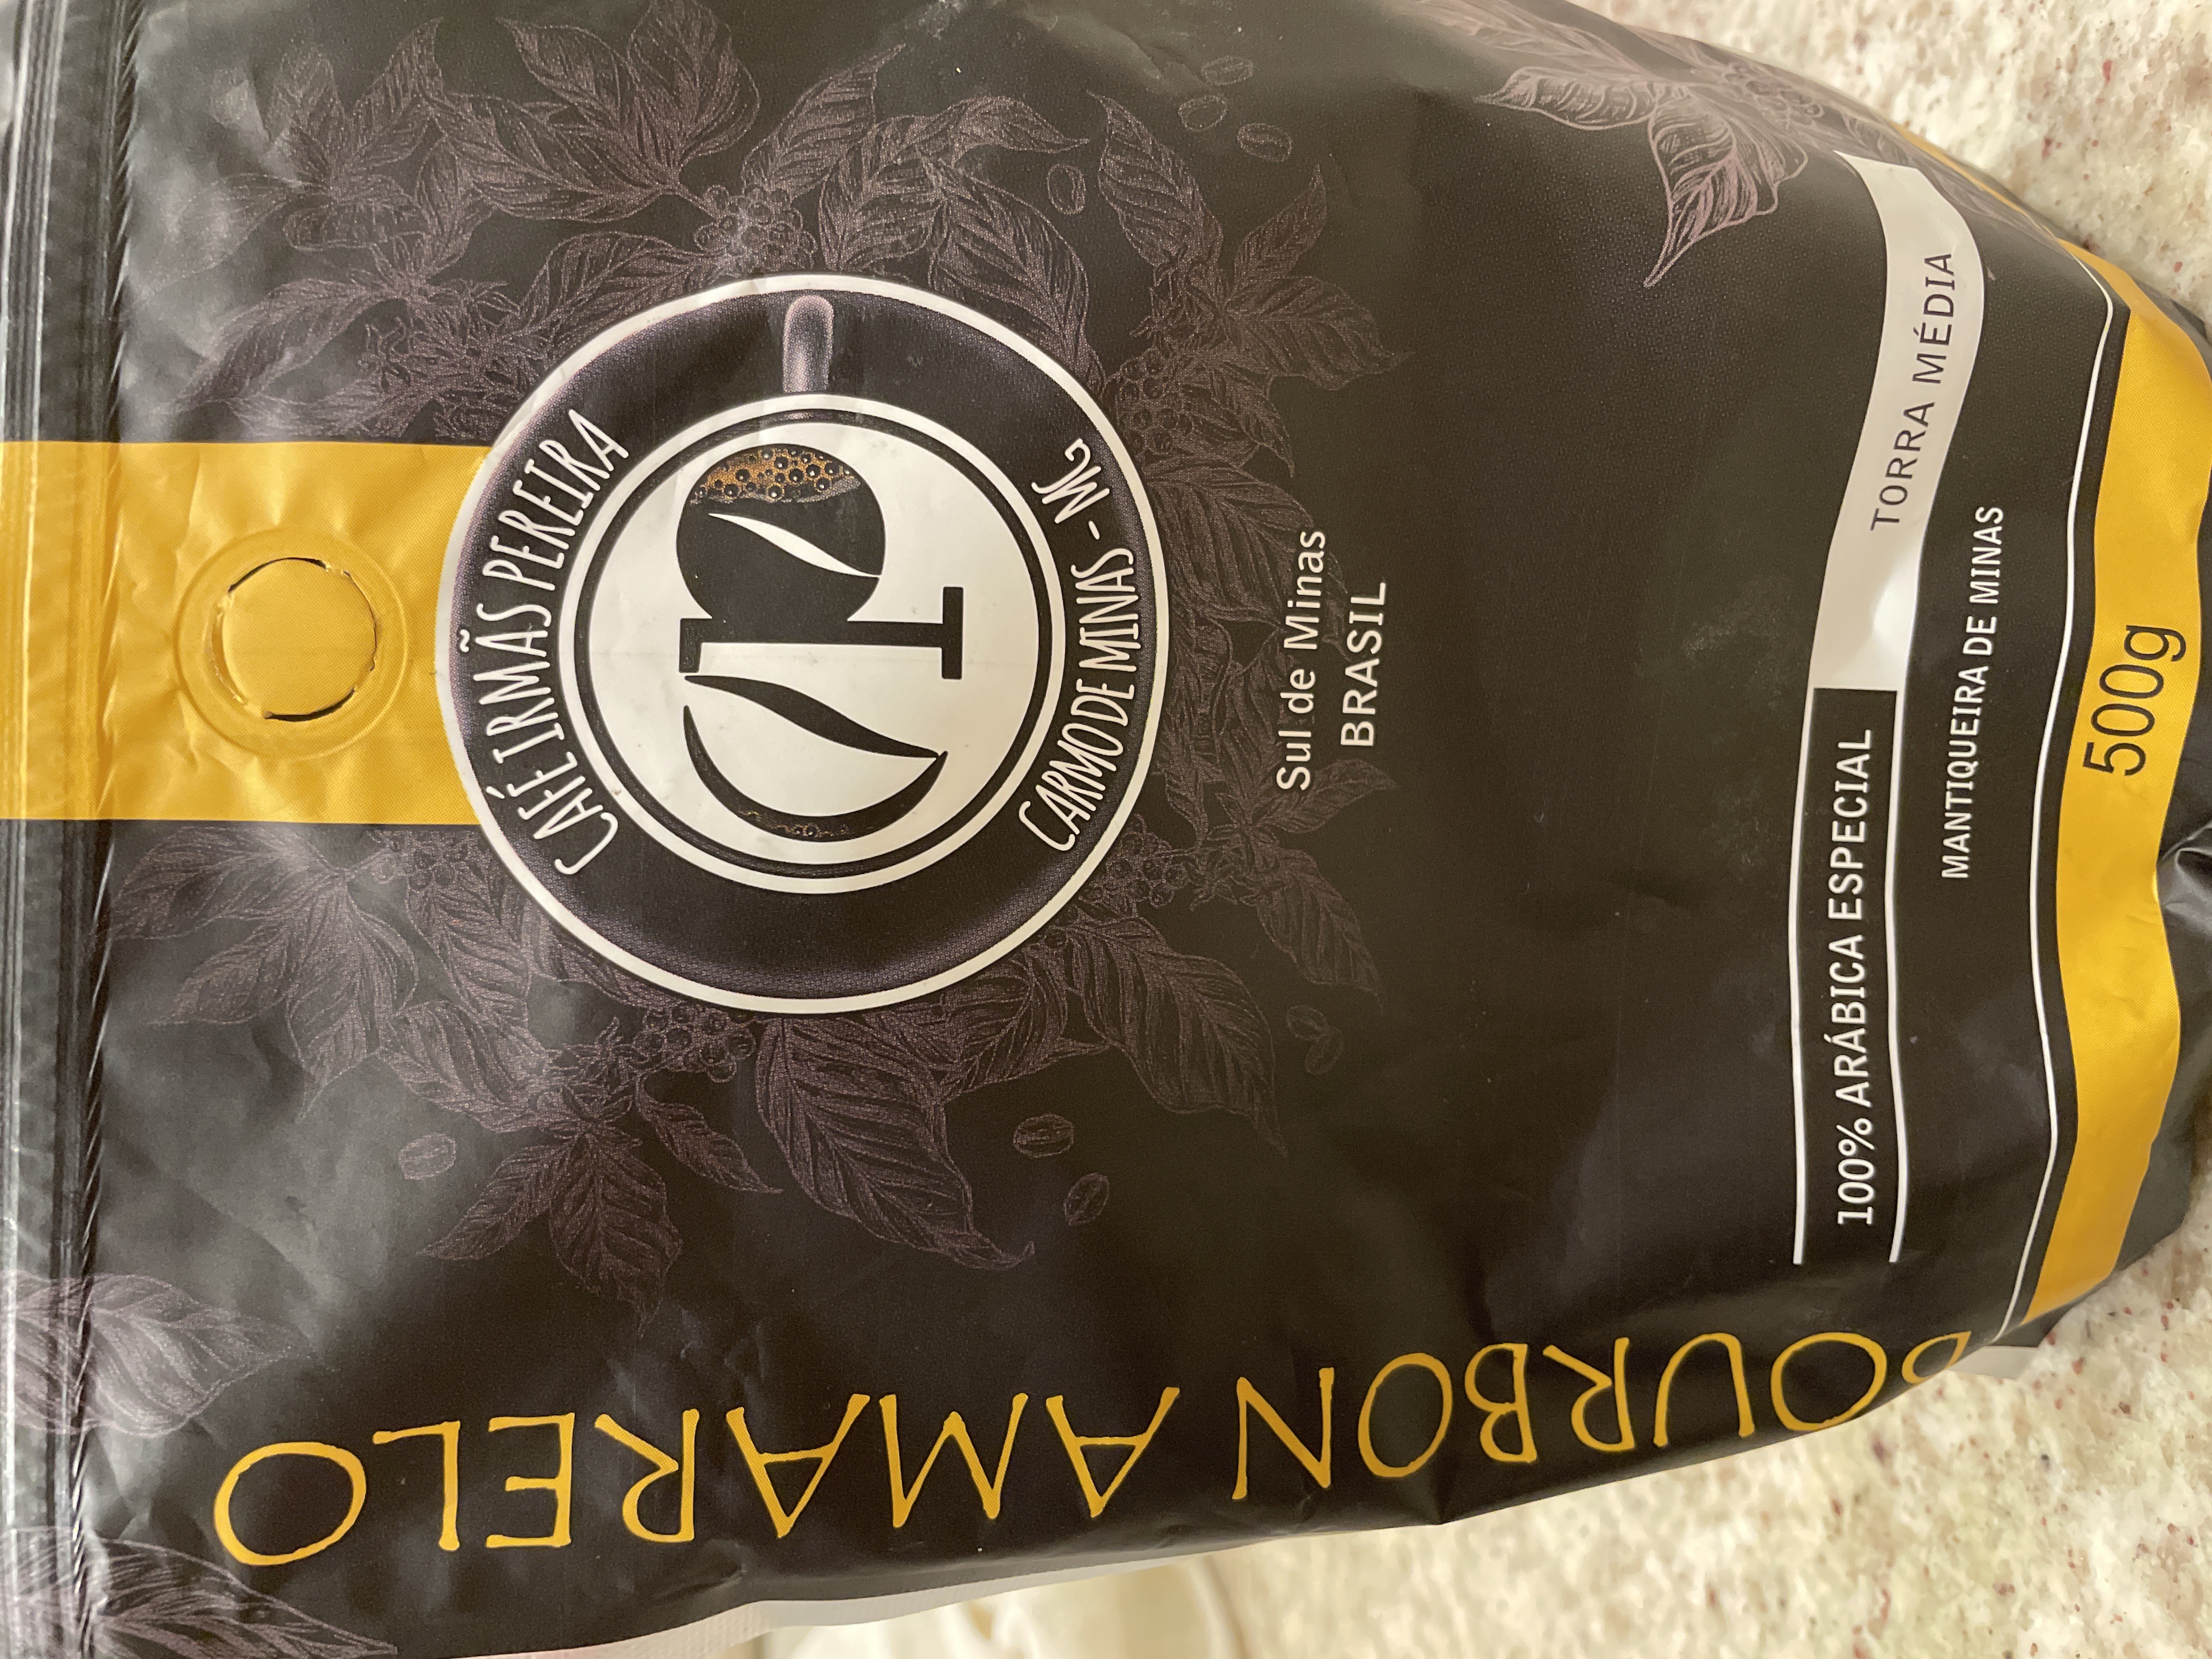 CAFÉ IRMÃS PEREIRA
CARMO DE MINAS - MG
Sul de Minas
BRASIL
100% ARÁBICA ESPECIAL
TORRA MÉDIA
MANTIQUEIRA DE MINAS
500g
BOURBON AMARELO